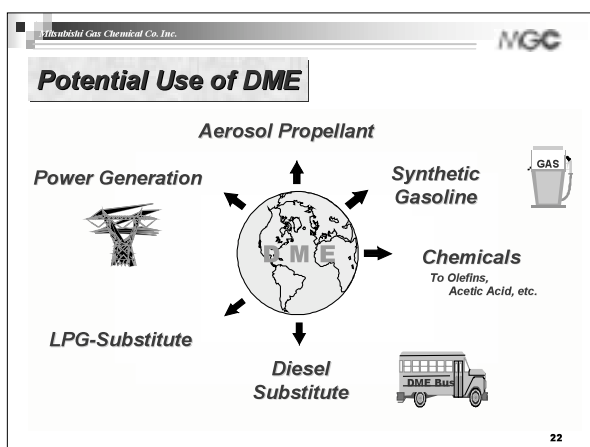 Mitsubishi Gas Chemical Co. Inc.
MGC
Potential Use of DME
Aerosol Propellant
Power Generation
Synthetic
Gasoline
GAS
D M E
Chemicals
To Olefins,
Acetic Acid, etc.
LPG-Substitute
Diesel
Substitute
DME Bus
22